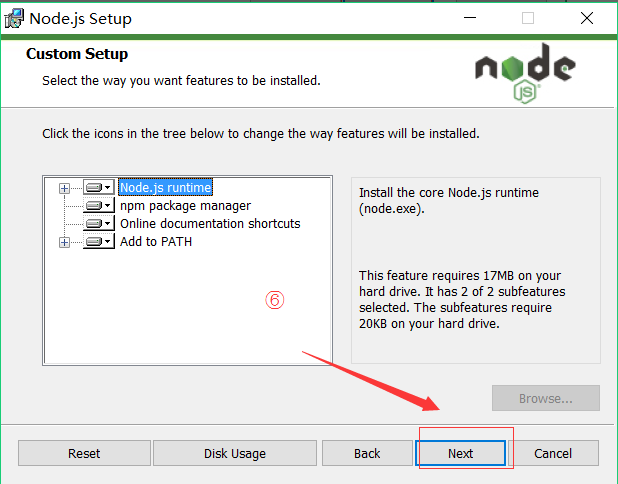 Node.js Setup
Custom Setup
Select the way you want features to be installed.
node
JS
Click the icons in the tree below to change the way features will be installed.
Node.js runtime
npm package manager
Online documentation shortcuts
Add to PATH
Install the core Node.js runtime
(node.exe).
This feature requires 17MB on your
hard drive. It has 2 of 2 subfeatures
selected. The subfeatures require
20KB on your hard drive.
⑥
Browse...
Reset
Disk Usage
Back
Next
Cancel